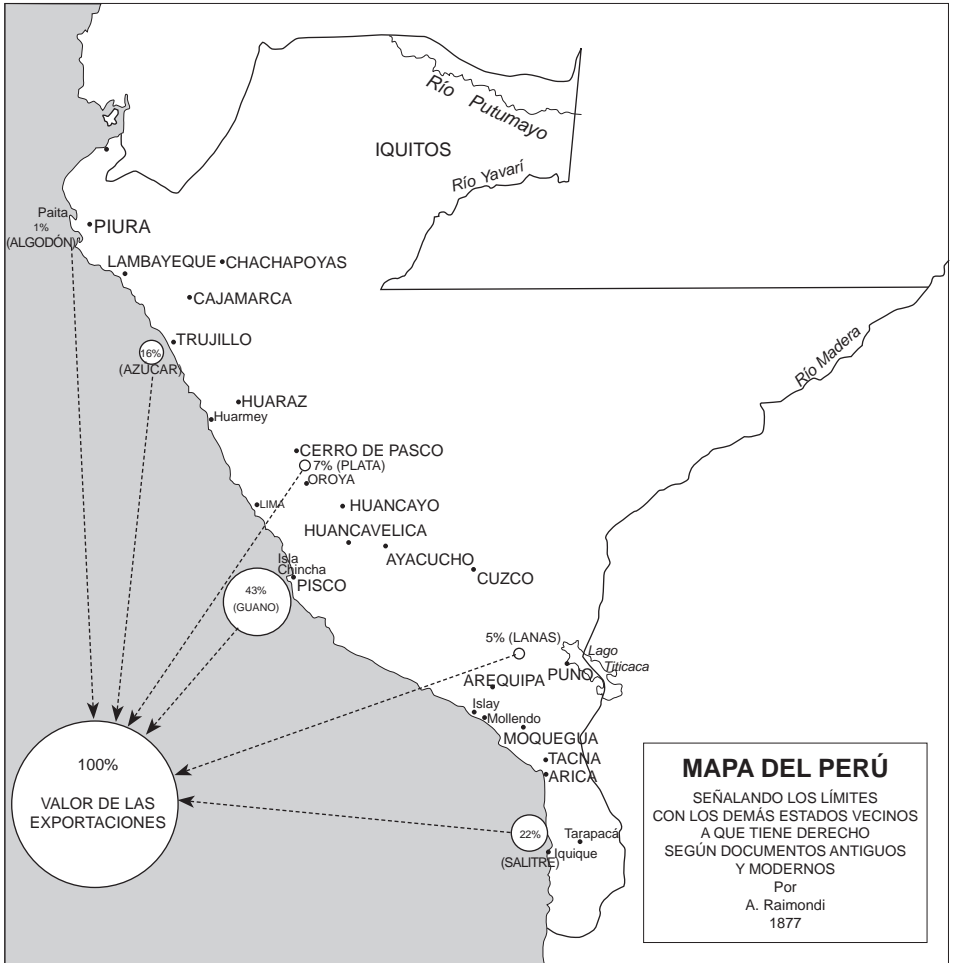 Río Putumayo
IQUITOS
Río Yavarí
Paita
1%
(ALGODÓN)
PIURA
LAMBAYEQUE
CHACHAPOYAS
CAJAMARCA
TRUJILLO
16%
(AZÚCAR)
Río Madera
HUARAZ
Huarmey
CERRO DE PASCO
7% (PLATA)
OROYA
LIMA
HUANCAYO
HUANCAVELICA
AYACUCHO
Isla
Chincha
PISCO
CUZCO
43%
(GUANO)
5% (LANAS)
Lago
Titicaca
PUNO
AREQUIPA
Islay
Mollendo
MOQUEGUA
TACNA
ARICA
100%
VALOR DE LAS
EXPORTACIONES
22%
(SALITRE)
Tarapacá
Iquique
MAPA DEL PERÚ
SEÑALANDO LOS LÍMITES
CON LOS DEMÁS ESTADOS VECINOS
A QUE TIENE DERECHO
SEGÚN DOCUMENTOS ANTIGUOS
Y MODERNOS
Por
A. Raimondi
1877